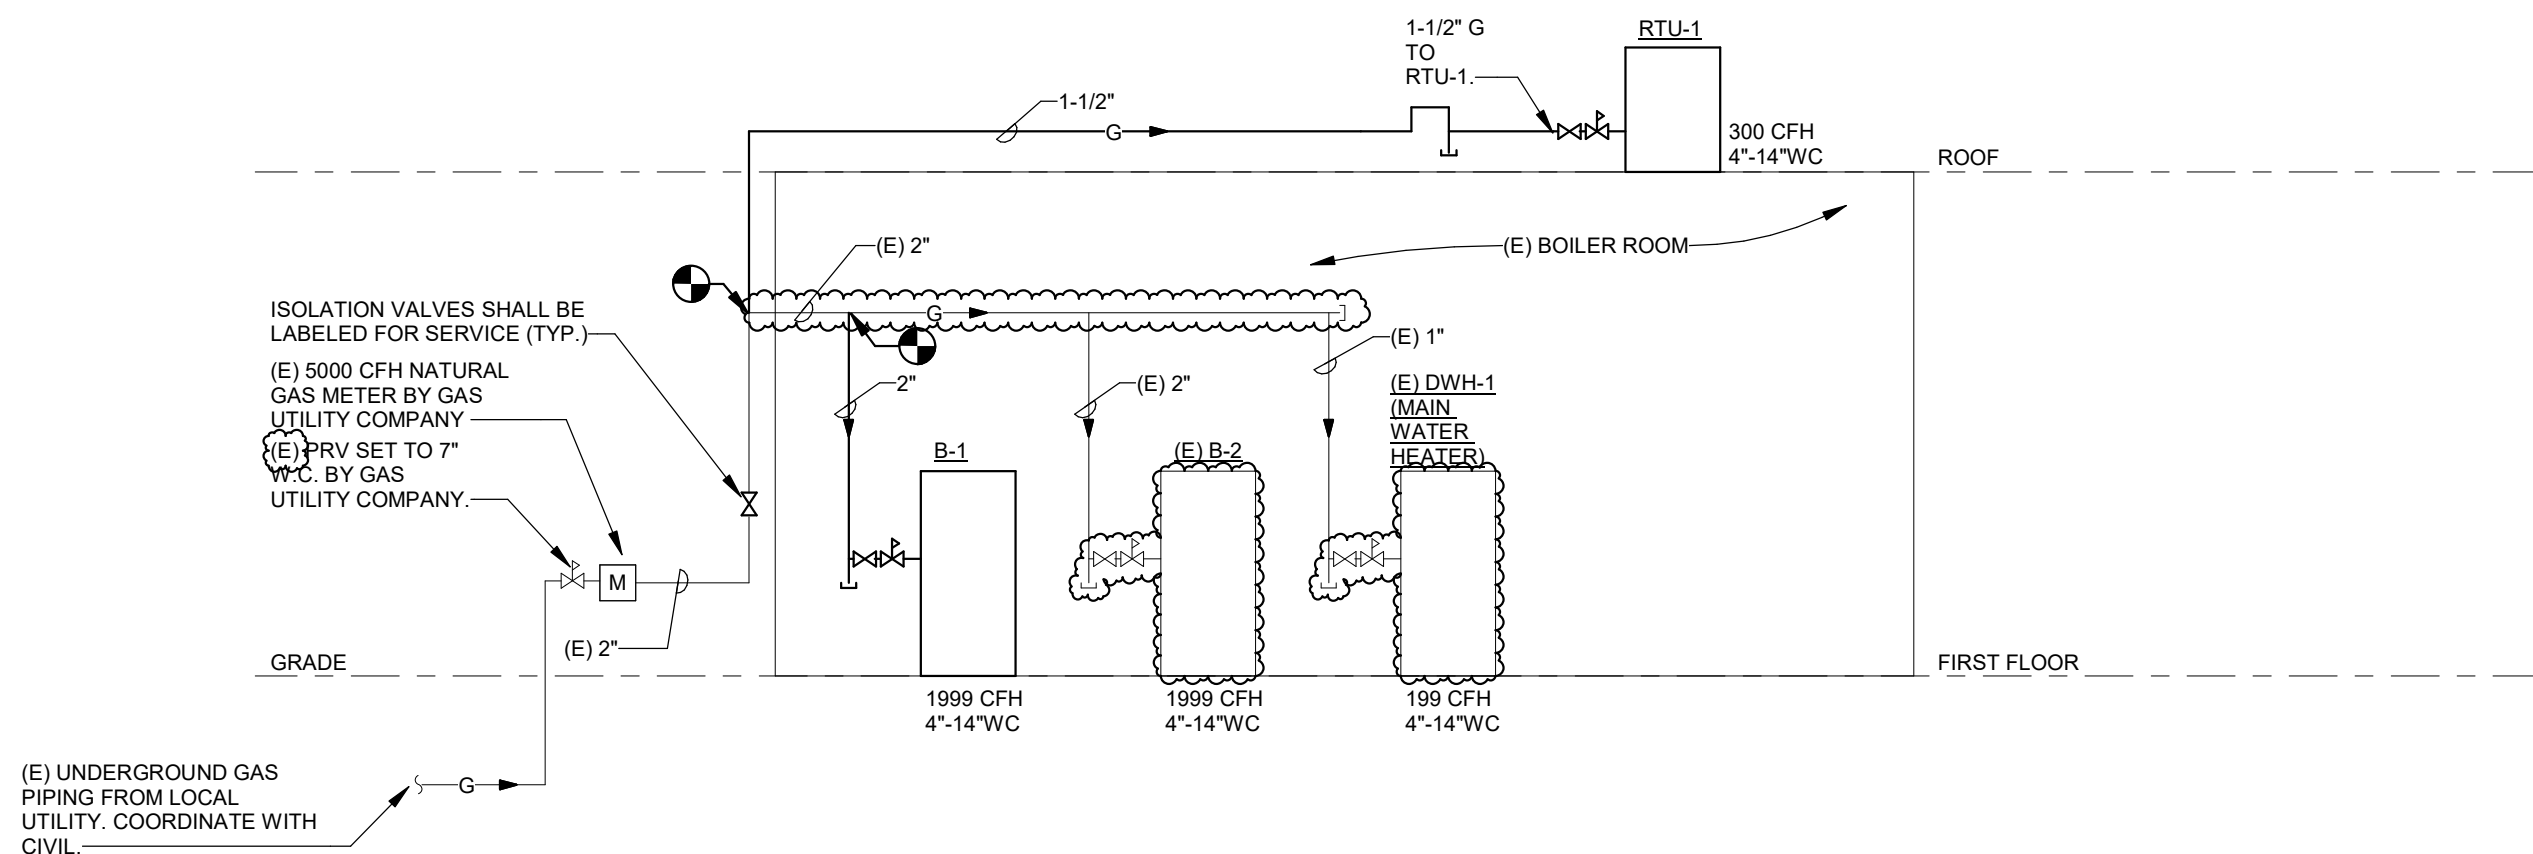 1-1/2" G
TO
RTU-1.
RTU-1
1-1/2"
G
300 CFH
4"-14"WC
ROOF
(E) 2"
(E) BOILER ROOM
G
ISOLATION VALVES SHALL BE
LABELED FOR SERVICE (TYP.)
(E) 5000 CFH NATURAL
GAS METER BY GAS
UTILITY COMPANY
(E) PRV SET TO 7"
W.C. BY GAS
UTILITY COMPANY.
(E) 1"
2"
(E) 2"
(E) DWH-1
(MAIN
WATER
HEATER)
B-1
(E) B-2
M
(E) 2"
GRADE
FIRST FLOOR
1999 CFH
4"-14"WC
1999 CFH
4"-14"WC
199 CFH
4"-14"WC
(E) UNDERGROUND GAS
PIPING FROM LOCAL
UTILITY. COORDINATE WITH
CIVIL.
G